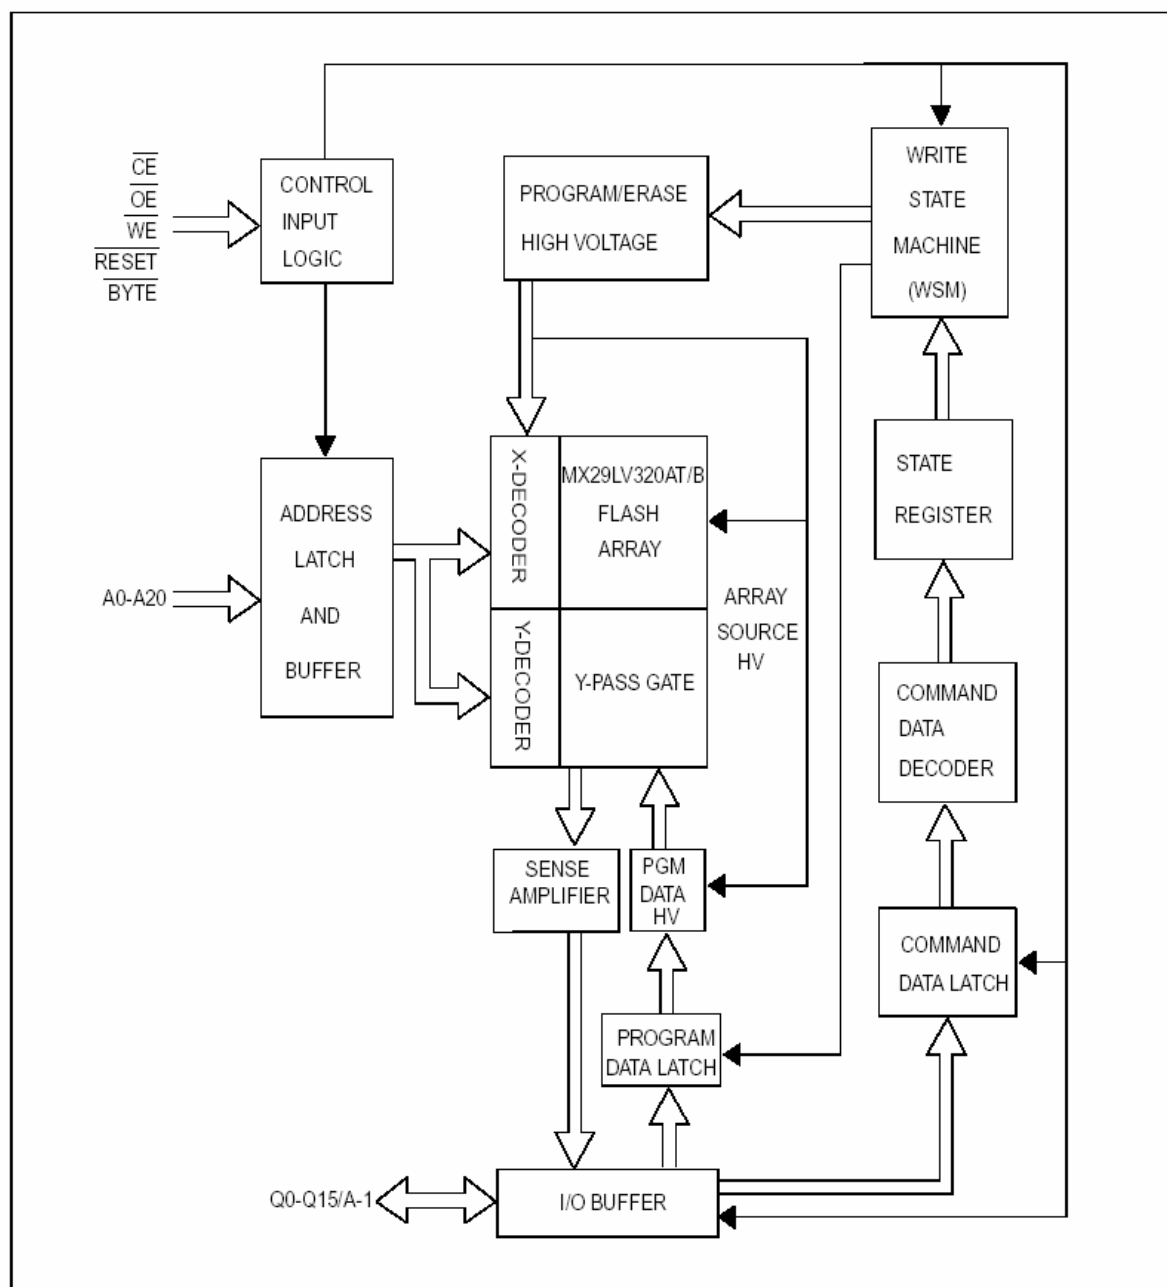 CE
OE
WE
RESET
BYTE
CONTROL
INPUT
LOGIC
PROGRAM/ERASE
HIGH VOLTAGE
WRITE
STATE
MACHINE
(WSM)
X-DECODER
MX29LV320AT/B
FLASH
ARRAY
STATE
REGISTER
ADDRESS
LATCH
AND
BUFFER
A0-A20
ARRAY
SOURCE
HV
Y-DECODER
Y-PASS GATE
COMMAND
DATA
DECODER
SENSE
AMPLIFIER
PGM
DATA
HV
COMMAND
DATA LATCH
PROGRAM
DATA LATCH
Q0-Q15/A-1
I/O BUFFER